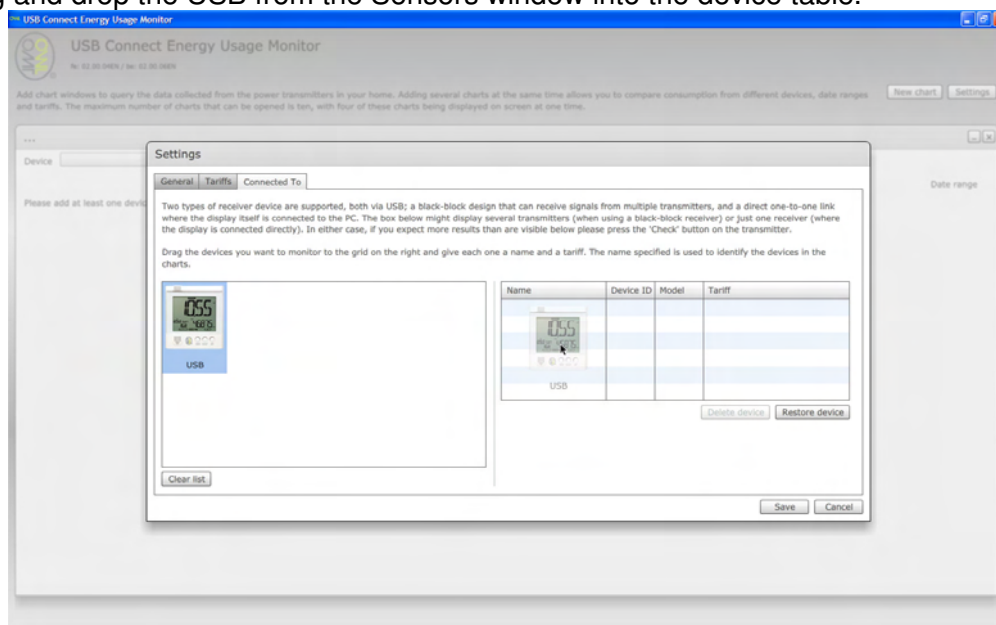 and drop the USB from the Sensors window into the device table.
USB Connect Energy Usage Monitor
USB Connect Energy Usage Monitor
Add chart windows to query the data collected from the power transmitters in your home. Adding several charts at the same time allows you to compare consumption from different devices, date ranges
and tariffs. The maximum number of charts that can be opened is ten, with four of these charts being displayed on screen at one time.
New chart Settings
...
Device
Date range
Please add at least one
Settings
General Tariffs Connected To
Two types of receiver device are supported, both via USB; a black-block design that can receive signals from multiple transmitters, and a direct one-to-one link
where the display itself is connected to the PC. The box below might display several transmitters (when using a black-block receiver) or just one receiver (where
the display is connected directly). In either case, if you expect more results than are visible below please press the 'Check' button on the transmitter.
Drag the devices you want to monitor to the grid on the right and give each one a name and a tariff. The name specified is used to identify the devices in the
charts.
Name Device ID Model Tariff
1055
USB
1055
USB
Delete device Restore device
Clear list
Save Cancel